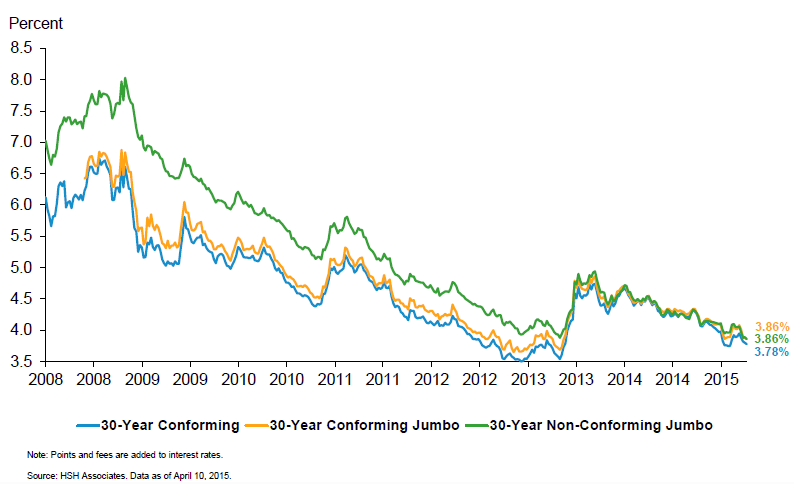 Percent
8.5
8.0
7.5
7.0
6.5
6.0
5.5
5.0
4.5
4.0
3.5
3.86%
3.86%
3.78%
2008 2008 2009 2009 2010 2010 2011 2011 2012 2012 2013 2013 2014 2014 2015
30-Year Conforming 30-Year Conforming Jumbo 30-Year Non-Conforming Jumbo
Note: Points and fees are added to interest rates.
Source: HSH Associates. Data as of April 10, 2015.